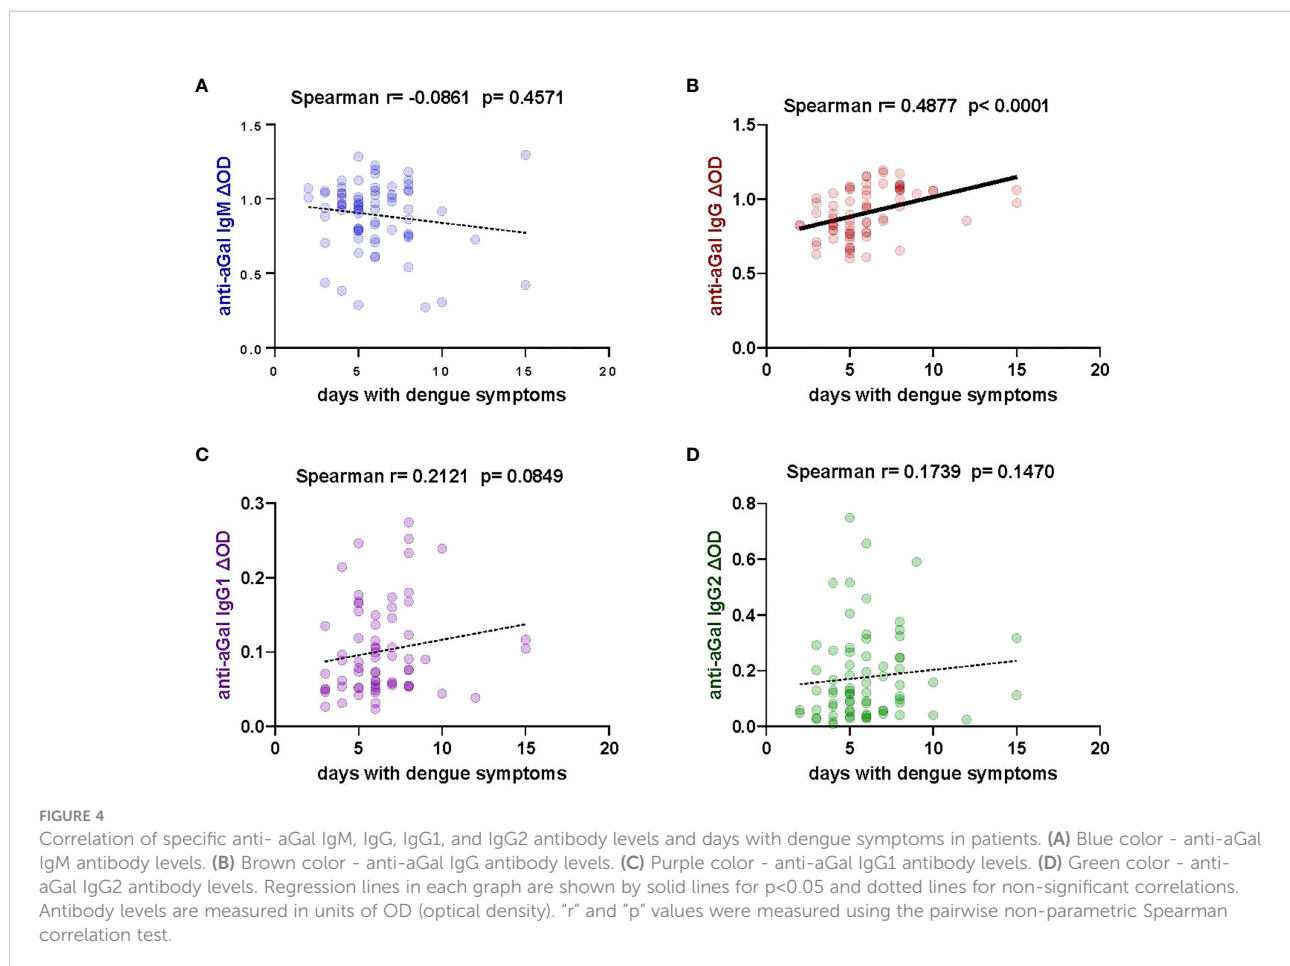 A
Spearman r= -0.0861 p= 0.4571
anti-aGal IgM ΔOD
1.5
1.0
0.5
0.0
0 5 10 15 20
days with dengue symptoms
B
Spearman r= 0.4877 p< 0.0001
anti-aGal IgG ΔOD
1.5
1.0
0.5
0.0
0 5 10 15 20
days with dengue symptoms
C
Spearman r= 0.2121 p= 0.0849
anti-aGal IgG1 ΔOD
0.3
0.2
0.1
0.0
0 5 10 15 20
days with dengue symptoms
D
Spearman r= 0.1739 p= 0.1470
anti-aGal IgG2 ΔOD
0.8
0.6
0.4
0.2
0.0
0 5 10 15 20
days with dengue symptoms
FIGURE 4
Correlation of specific anti- aGal IgM, IgG, IgG1, and IgG2 antibody levels and days with dengue symptoms in patients. (A) Blue color - anti-aGal
IgM antibody levels. (B) Brown color - anti-aGal IgG antibody levels. (C) Purple color - anti-aGal IgG1 antibody levels. (D) Green color - anti-
aGal IgG2 antibody levels. Regression lines in each graph are shown by solid lines for p<0.05 and dotted lines for non-significant correlations.
Antibody levels are measured in units of OD (optical density). “r” and “p” values were measured using the pairwise non-parametric Spearman
correlation test.